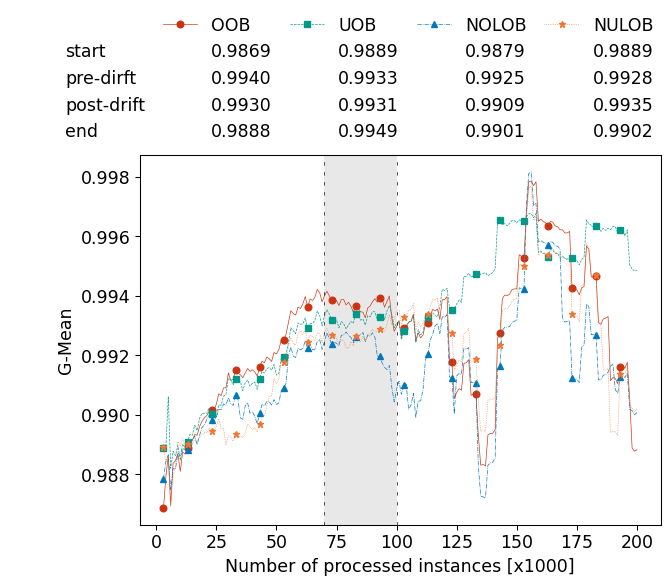 OOB UOB NOLOB NULOB
start 0.9869 0.9889 0.9879 0.9889
pre-dirft 0.9940 0.9933 0.9925 0.9928
post-drift 0.9930 0.9931 0.9909 0.9935
end 0.9888 0.9949 0.9901 0.9902
0.998
0.996
0.994
0.992
0.990
0.988
G-Mean
0 25 50 75 100 125 150 175 200
Number of processed instances [x1000]